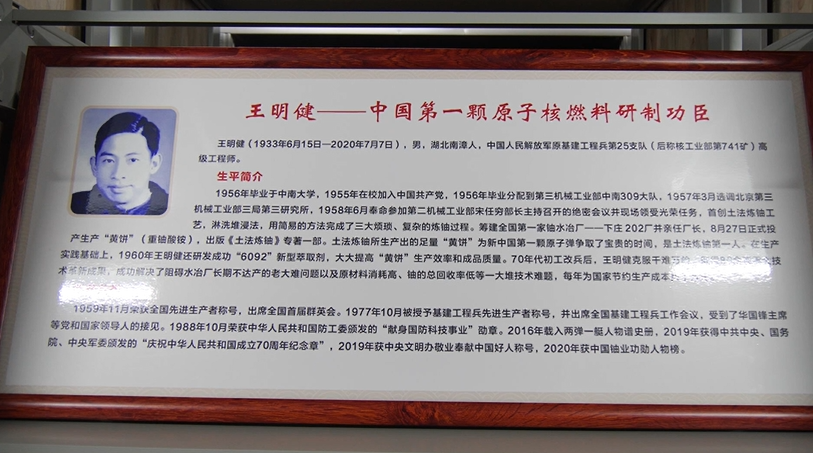 王明健——中国第一颗原子核燃料研制功臣
王明健（1933年6月15日—2020年7月7日），男，湖北南漳人，中国人民解放军原基建工程兵第25支队（后称核工业部第741矿）高
级工程师。
生平简介
1956年毕业于中南大学，1955年在校加入中国共产党，1956年毕业分配到第三机械工业部中南309大队，1957年3月选调北京第三
机械工业部三局第三研究所，1958年6月奉命参加第二机械工业部宋任穷部长主持召开的绝密会议并现场领受光荣任务，首创土法炼铀工
艺，淋洗堆浸法，用简易的方法完成了三大烦琐、复杂的炼铀过程。筹建全国第一家铀水冶厂——下庄202厂并亲任厂长，8月27日正式投
产生产“黄饼”（重铀酸铵），出版《土法炼铀》专著一部。土法炼铀所生产出的足量“黄饼”为新中国第一颗原子弹争取了宝贵的时间，是土法炼铀第一人。在生产
实践基础上，1960年王明健还研发成功“6092”新型萃取剂，大大提高“黄饼”生产效率和成品质量。70年代初工改兵后，王明健克服干难万
术革新成果，成功解决了阻碍水冶厂长期不达产的老大难问题以及原材料消耗高、铀的总回收率低等一大堆技术难题，每年为国家节约生产成本
1959年11月荣获全国先进生产者称号，出席全国首届群英会。1977年10月被授予基建工程兵先进生产者称号，并出席全国基建工程兵工作会议，受到了华国锋主席
等党和国家领导人的接见。1988年10月荣获中华人民共和国防工委颁发的“献身国防科技事业”勋章。2016年载入两弹一艇人物谱史册，2019年获得中共中央、国务
院、中央军委颁发的“庆祝中华人民共和国成立70周年纪念章”，2019年获中央文明办敬业奉献中国好人称号，2020年获中国铀业功勋人物榜。